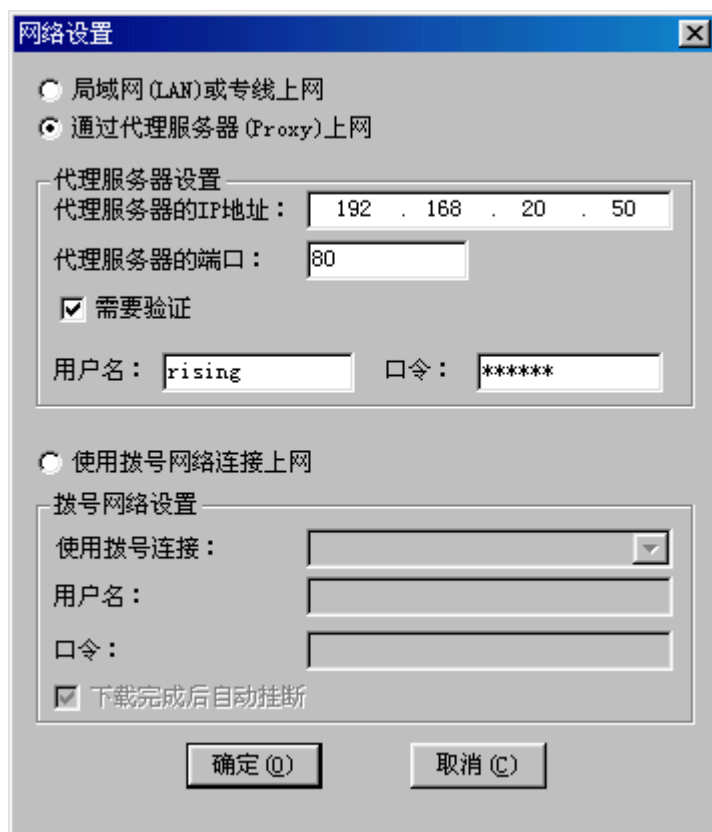 网络设置
局域网(LAN)或专线上网
通过代理服务器(Proxy)上网
代理服务器设置
代理服务器的IP地址： 192 . 168 . 20 . 50
代理服务器的端口： 80
需要验证
用户名： rising 口令： ******
使用拨号网络连接上网
拨号网络设置
使用拨号连接：
用户名：
口令：
下载完成后自动挂断
确定(O) 取消(C)